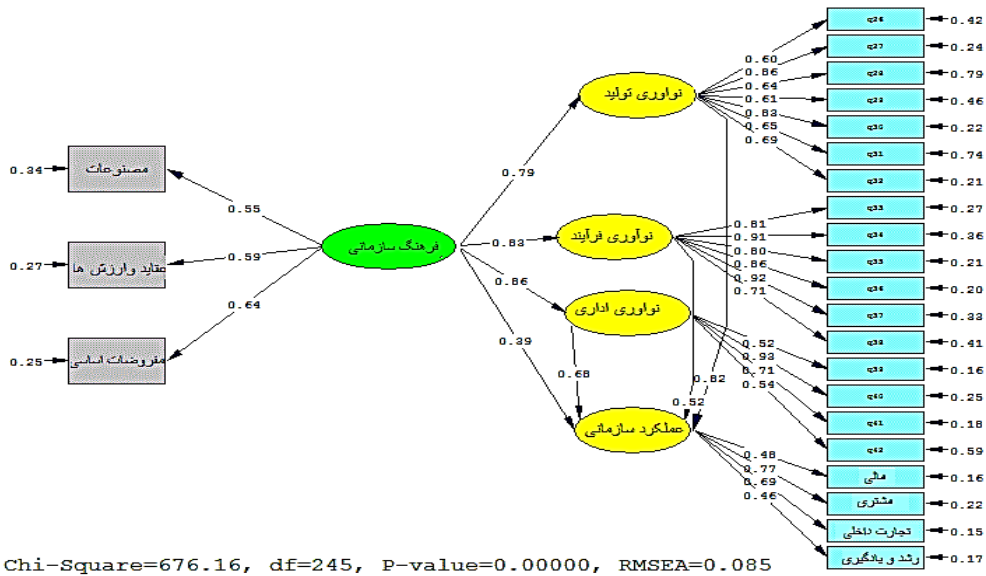 q26 0.42
0.60 q27 0.24
0.86 q28 0.79
0.64 0.46
0.61 q30 0.22
0.83 q31 0.74
0.65 q32 0.21
0.69
نوآوری تولید
0.79
0.34 مصنوعات
0.55
0.27 عقاید وارزش ها
0.59
0.25 مفروضات اساسی
0.64
فرهنگ سازمانی
0.83
0.86
0.39
نوآوری فرآیند
0.81 q33 0.27
0.91 q34 0.36
0.80 q35 0.21
0.86 q36 0.20
0.92 q37 0.33
0.71 q38 0.41
نوآوری اداری
0.68
0.52 q39 0.16
0.93 q40 0.25
0.71 q41 0.18
0.54 q42 0.59
0.82
0.52
عملکرد سازمانی
0.48 مالی 0.16
0.77 مشتری 0.22
0.69 تجارت داخلی 0.15
0.46 رشد و یادگیری 0.17
Chi-Square=676.16, df=245, P-value=0.00000, RMSEA=0.085